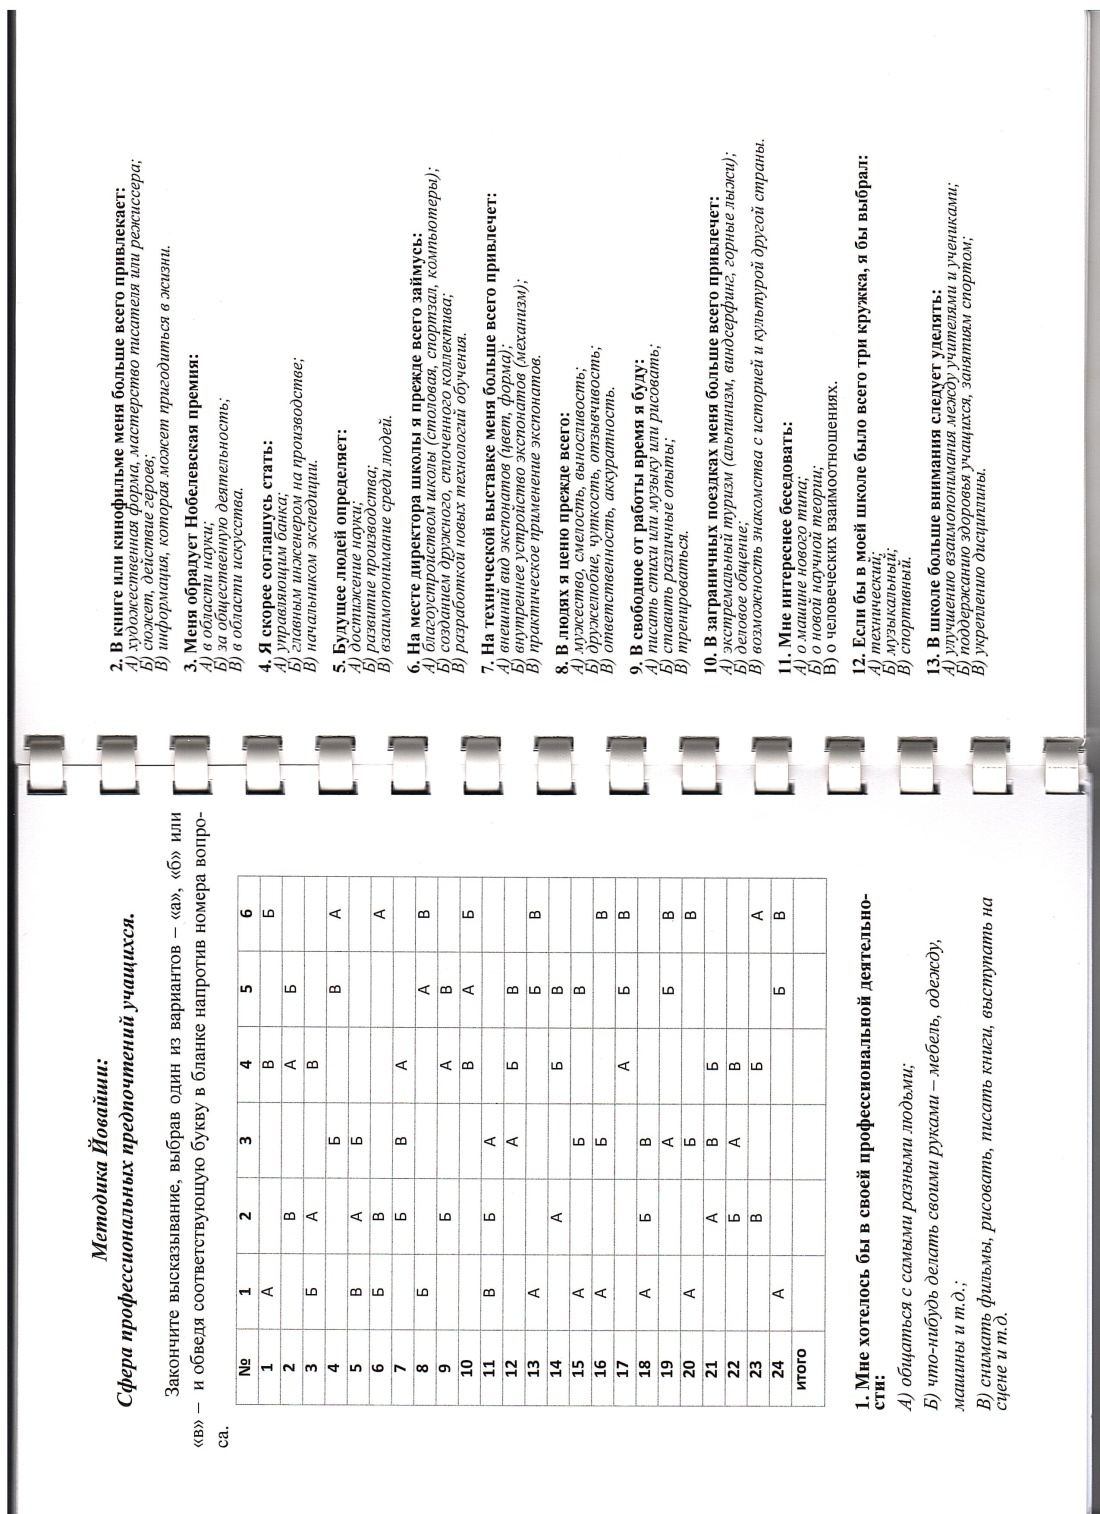 Методика Йовайши:
Сфера профессиональных предпочтений учащихся.
Закончите высказывание, выбрав один из вариантов – «а», «б» или
«в» – и обведя соответствующую букву в бланке напротив номера вопро-
са.
№ 1 2 3 4 5 6
1 А В Б
2 В А Б
3 Б А В
4 Б В А
5 В А Б
6 Б В А
7 Б В А
8 Б А В
9 Б А В
10 В А Б
11 В Б А
12 А Б В
13 А Б В
14 А Б В
15 А Б В
16 А Б В
17 А Б В
18 А Б В
19 А Б В
20 А Б В
21 А В Б
22 Б А В
23 В Б А
24 А Б В
итого
1. Мне хотелось бы в своей профессиональной деятельно-
сти:
А) общаться с самыми разными людьми;
Б) что-нибудь делать своими руками – мебель, одежду,
машины и т.д.;
В) снимать фильмы, рисовать, писать книги, выступать на
сцене и т.д.
2. В книге или кинофильме меня больше всего привлекает:
А) художественная форма, мастерство писателя или режиссера;
Б) сюжет, действие героев;
В) информация, которая может пригодиться в жизни.
3. Меня обрадует Нобелевская премия:
А) в области науки;
Б) за общественную деятельность;
В) в области искусства.
4. Я скорее соглашусь стать:
А) управляющим банка;
Б) главным инженером на производстве;
В) начальником экспедиции.
5. Будущее людей определяет:
А) достижение науки;
Б) развитие производства;
В) взаимопонимание среди людей.
6. На месте директора школы я прежде всего займусь:
А) благоустройством школы (столовая, спортзал, компьютеры);
Б) созданием дружного, сплоченного коллектива;
В) разработкой новых технологий обучения.
7. На технической выставке меня больше всего привлечет:
А) внешний вид экспонатов (цвет, форма);
Б) внутреннее устройство экспонатов (механизм);
В) практическое применение экспонатов.
8. В людях я ценю прежде всего:
А) мужество, смелость, выносливость;
Б) дружелюбие, чуткость, отзывчивость;
В) ответственность, аккуратность.
9. В свободное от работы время я буду:
А) писать стихи или музыку или рисовать;
Б) ставить различные опыты;
В) тренироваться.
10. В заграничных поездках меня больше всего привлечет:
А) экстремальный туризм (альпинизм, виндсерфинг, горные лыжи);
Б) деловое общение;
В) возможность знакомства с историей и культурой другой страны.
11. Мне интереснее беседовать:
А) о машине нового типа;
Б) о новой научной теории;
В) о человеческих взаимоотношениях.
12. Если бы в моей школе было всего три кружка, я бы выбрал:
А) технический;
Б) музыкальный;
В) спортивный.
13. В школе больше внимания следует уделять:
А) улучшению взаимопонимания между учителями и учениками;
Б) поддержанию здоровья учащихся, занятиям спортом;
В) укреплению дисциплины.